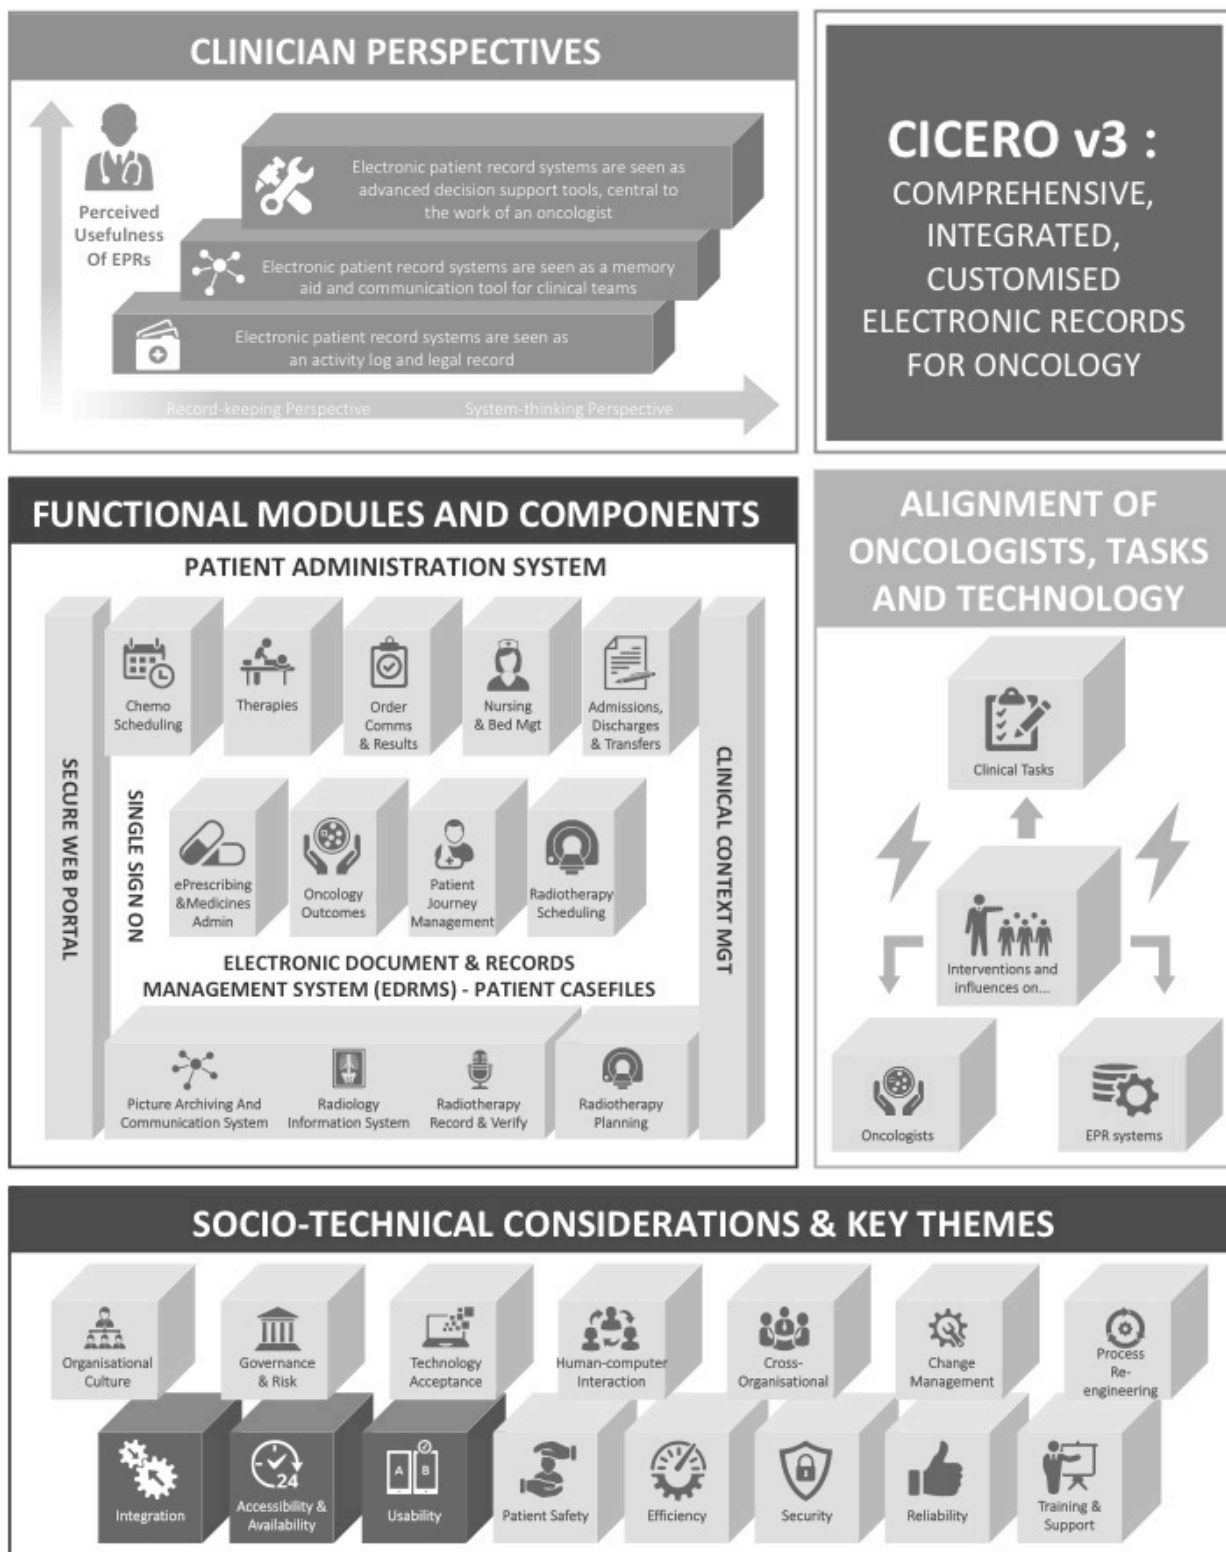 CLINICIAN PERSPECTIVES
Perceived
Usefulness
Of EPRs
Electronic patient record systems are seen as
advanced decision support tools, central to
the work of an oncologist
Electronic patient record systems are seen as a memory
aid and communication tool for clinical teams
Electronic patient record systems are seen as
an activity log and legal record
Record-keeping Perspective
System-thinking Perspective
CICERO v3 :
COMPREHENSIVE,
INTEGRATED,
CUSTOMISED
ELECTRONIC RECORDS
FOR ONCOLOGY
FUNCTIONAL MODULES AND COMPONENTS
PATIENT ADMINISTRATION SYSTEM
SECURE WEB PORTAL
Chemo
Scheduling
Therapies
Order
Comms
& Results
Nursing
& Bed Mgt
Admissions,
Discharges
& Transfers
SINGLE SIGN ON
ePrescribing
&Medicines
Admin
Oncology
Outcomes
Patient
Journey
Management
Radiotherapy
Scheduling
CLINICAL CONTEXT MGT
ELECTRONIC DOCUMENT & RECORDS
MANAGEMENT SYSTEM (EDRMS) - PATIENT CASEFILES
Picture Archiving And
Communication System
Radiology
Information System
Radiotherapy
Record & Verify
Radiotherapy
Planning
ALIGNMENT OF
ONCOLOGISTS, TASKS
AND TECHNOLOGY
Clinical Tasks
Interventions and
influences on...
Oncologists
EPR systems
SOCIO-TECHNICAL CONSIDERATIONS & KEY THEMES
Organisational
Culture
Governance
& Risk
Technology
Acceptance
Human-computer
Interaction
Cross-
Organisational
Change
Management
Process
Re-
engineering
Integration
24
Accessibility &
Availability
A B
Usability
Patient Safety
Efficiency
Security
Reliability
Training &
Support